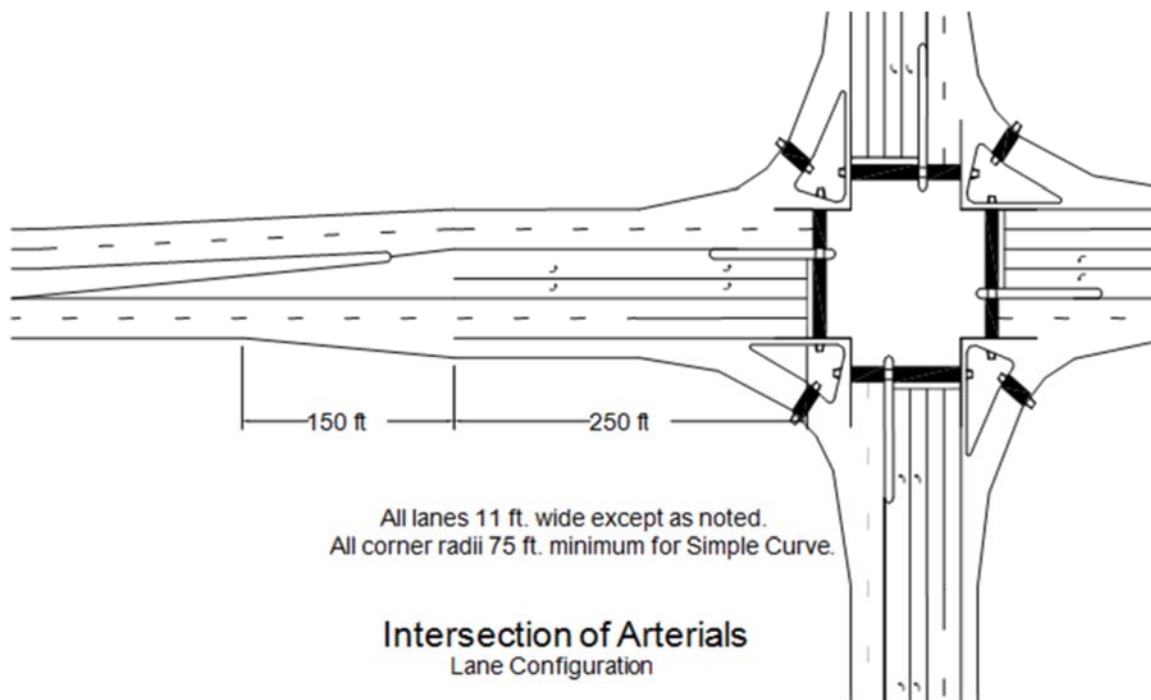 150 ft
250 ft
All lanes 11 ft. wide except as noted.
All corner radii 75 ft. minimum for Simple Curve.
Intersection of Arterials
Lane Configuration